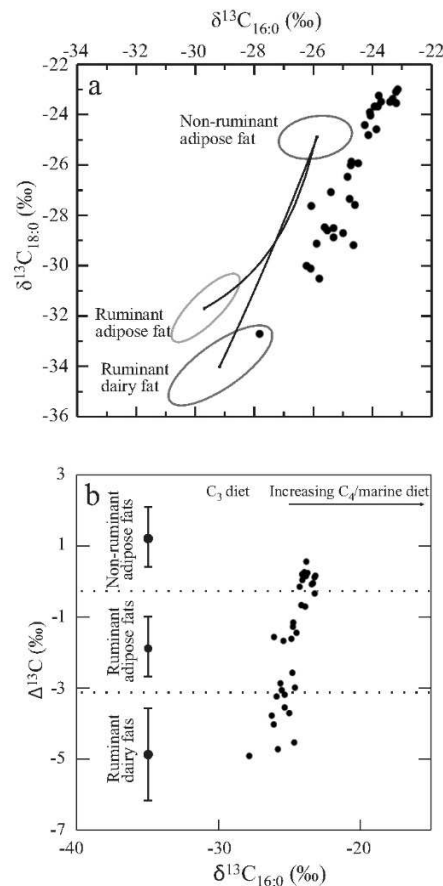 δ¹³C₁₆:₀ (‰)
-32 -30 -28 -26 -24 -22
a
-22
-24
-26
-28
-30
-32
-34
-36
δ¹³C₁₈:₀ (‰)
Non-ruminant
adipose fat
Ruminant
adipose fat
Ruminant
dairy fat
b
C₃ diet
Increasing C₄/marine diet
3
1
-1
-3
-5
-7
Δ¹³C (‰)
Non-ruminant
adipose fats
Ruminant
adipose fats
Ruminant
dairy fats
-40 -30 -20
δ¹³C₁₆:₀ (‰)